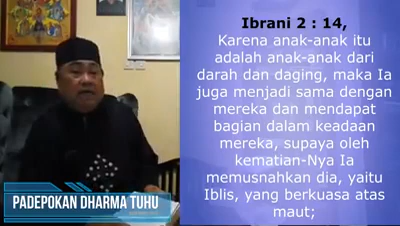 Ibrani 2 : 14,
Karena anak-anak itu
adalah anak-anak dari
darah dan daging, maka Ia
juga menjadi sama dengan
mereka dan mendapat
bagian dalam keadaan
mereka, supaya oleh
kematian-Nya Ia
memusnahkan dia, yaitu
Iblis, yang berkuasa atas
maut;
PADEPOKAN DHARMA TUHU